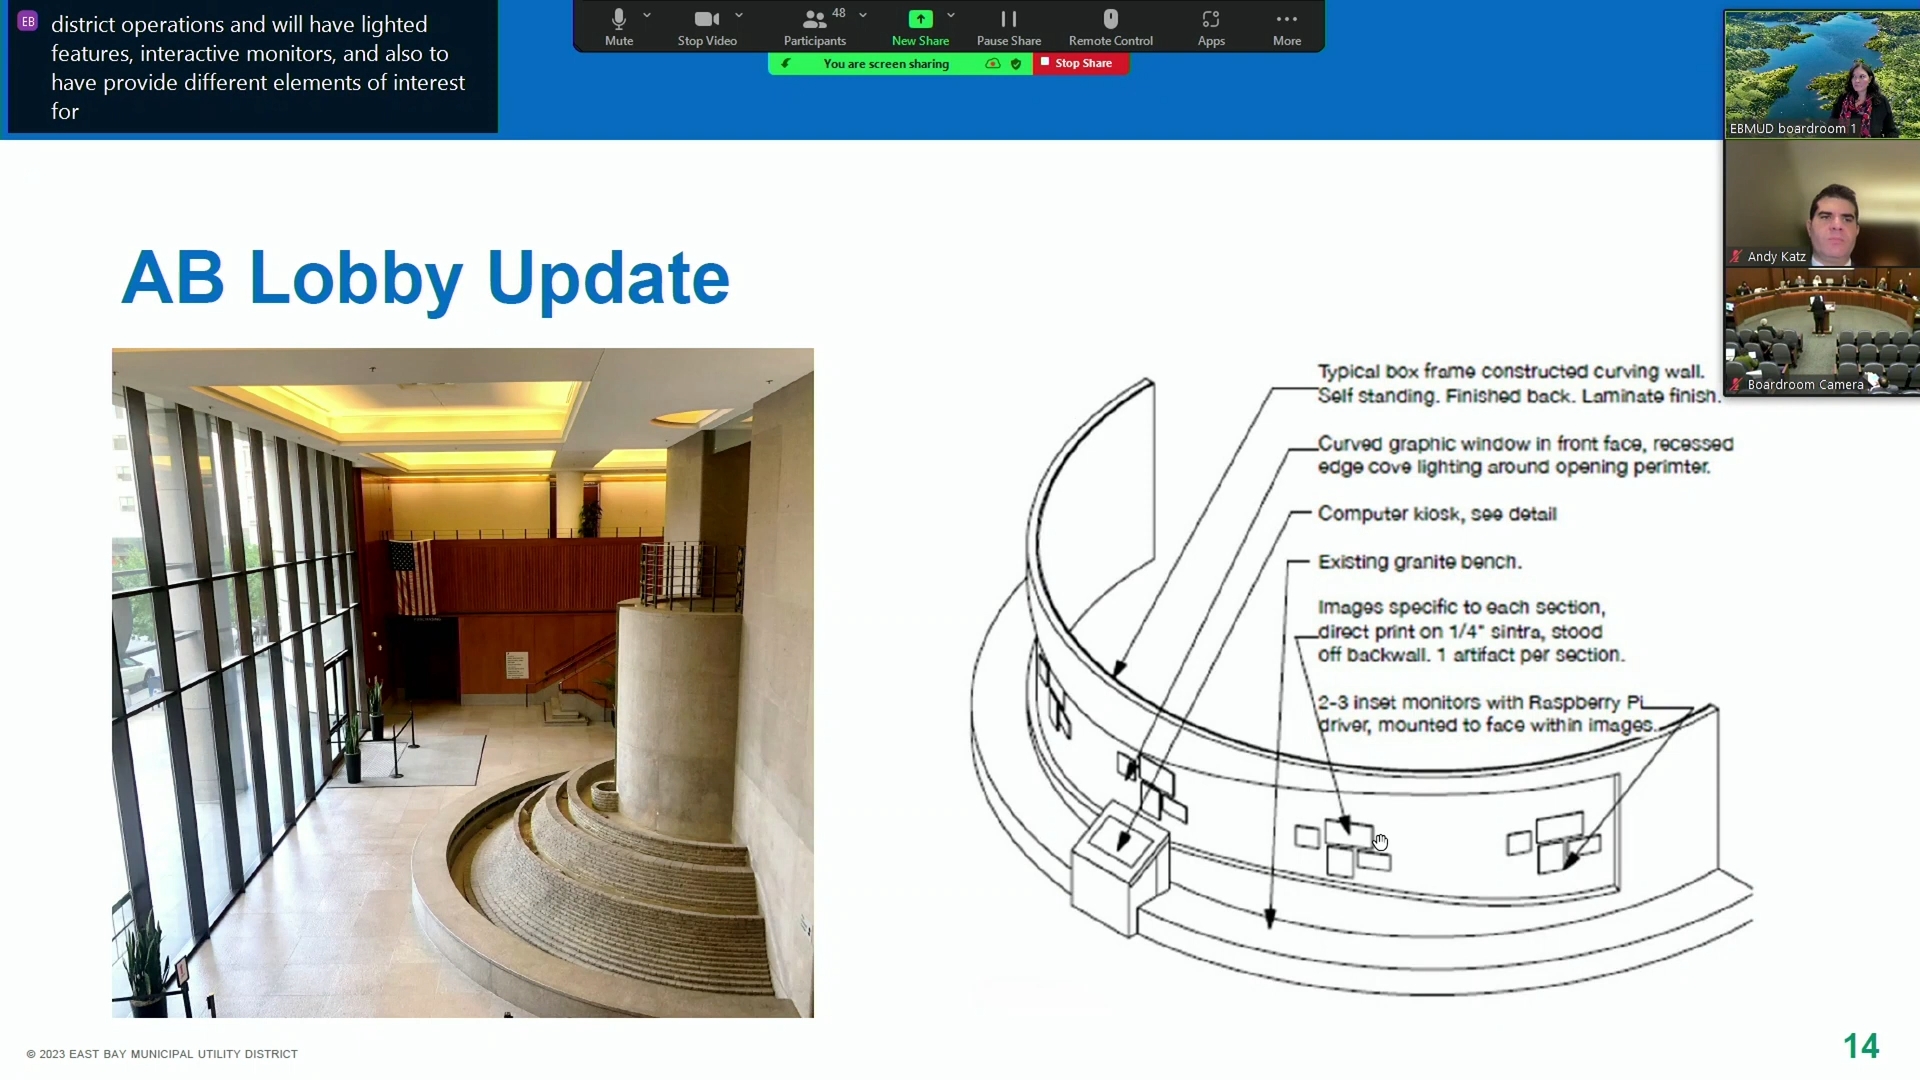 EB
district operations and will have lighted
features, interactive monitors, and also to
have provide different elements of interest
for
48
Mute
Stop Video
Participants
New Share
Pause Share
Remote Control
Apps
More
You are screen sharing
Stop Share
EBMUD boardroom 1
Andy Katz
Boardroom Camera
AB Lobby Update
Typical box frame constructed curving wall.
Self standing. Finished back. Laminate finish.
Curved graphic window in front face, recessed
edge cove lighting around opening perimter.
Computer kiosk, see detail
Existing granite bench.
Images specific to each section,
direct print on 1/4" sintra, stood
off backwall. 1 artifact per section.
2-3 inset monitors with Raspberry Pi
driver, mounted to face within images.
© 2023 EAST BAY MUNICIPAL UTILITY DISTRICT
14